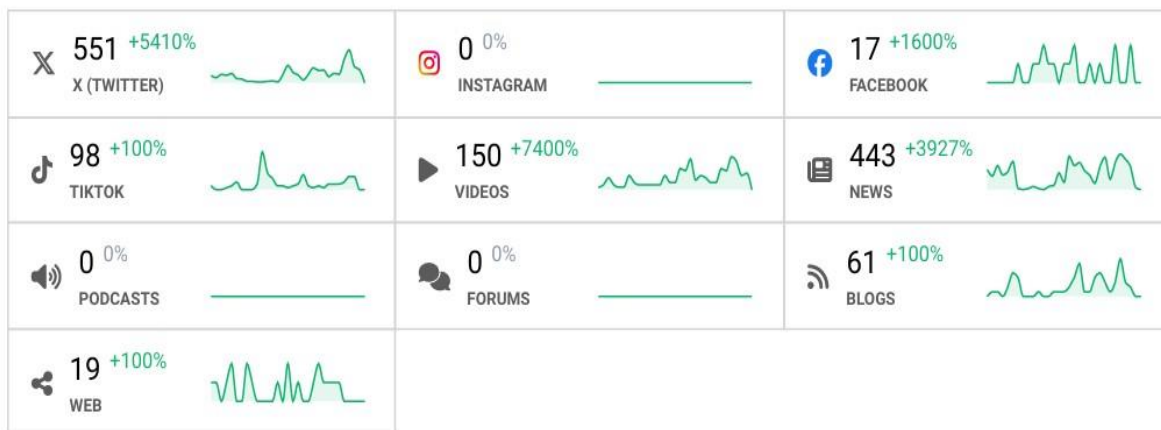 551 +5410%
X (TWITTER)
0 0%
INSTAGRAM
17 +1600%
FACEBOOK
98 +100%
TIKTOK
150 +7400%
VIDEOS
443 +3927%
NEWS
0 0%
PODCASTS
0 0%
FORUMS
61 +100%
BLOGS
19 +100%
WEB